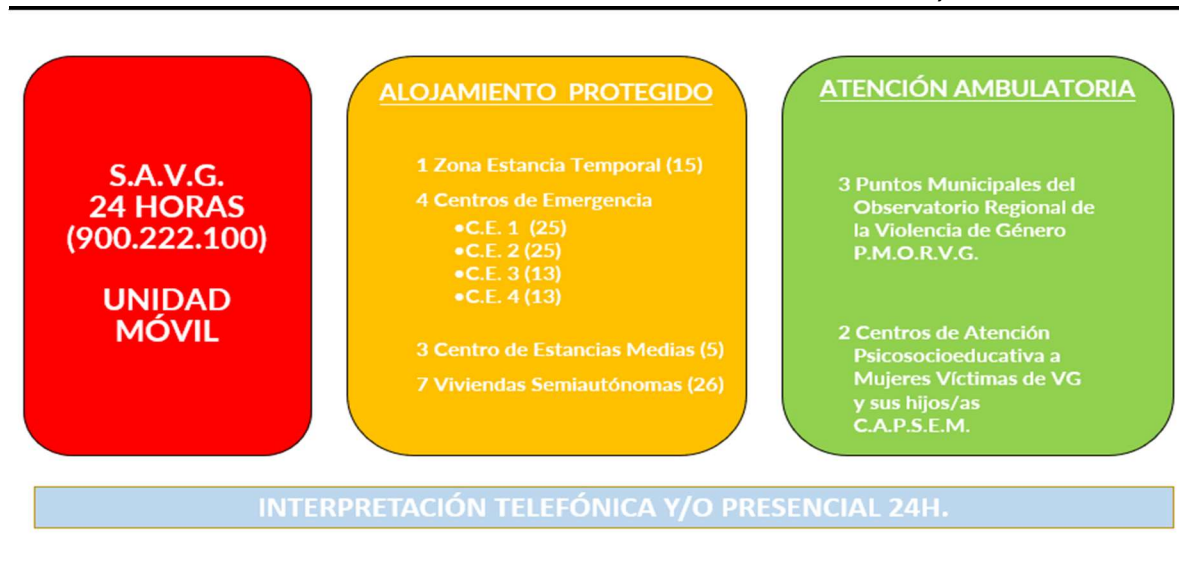 S.A.V.G.
24 HORAS
(900.222.100)
UNIDAD
MÓVIL
ALOJAMIENTO PROTEGIDO
1 Zona Estancia Temporal (15)
4 Centros de Emergencia
•C.E. 1 (25)
•C.E. 2 (25)
•C.E. 3 (13)
•C.E. 4 (13)
3 Centro de Estancias Medias (5)
7 Viviendas Semiautónomas (26)
ATENCIÓN AMBULATORIA
3 Puntos Municipales del
Observatorio Regional de
la Violencia de Género
P.M.O.R.V.G.
2 Centros de Atención
Psicosocioeducativa a
Mujeres Víctimas de VG
y sus hijos/as
C.A.P.S.E.M.
INTERPRETACIÓN TELEFÓNICA Y/O PRESENCIAL 24H.